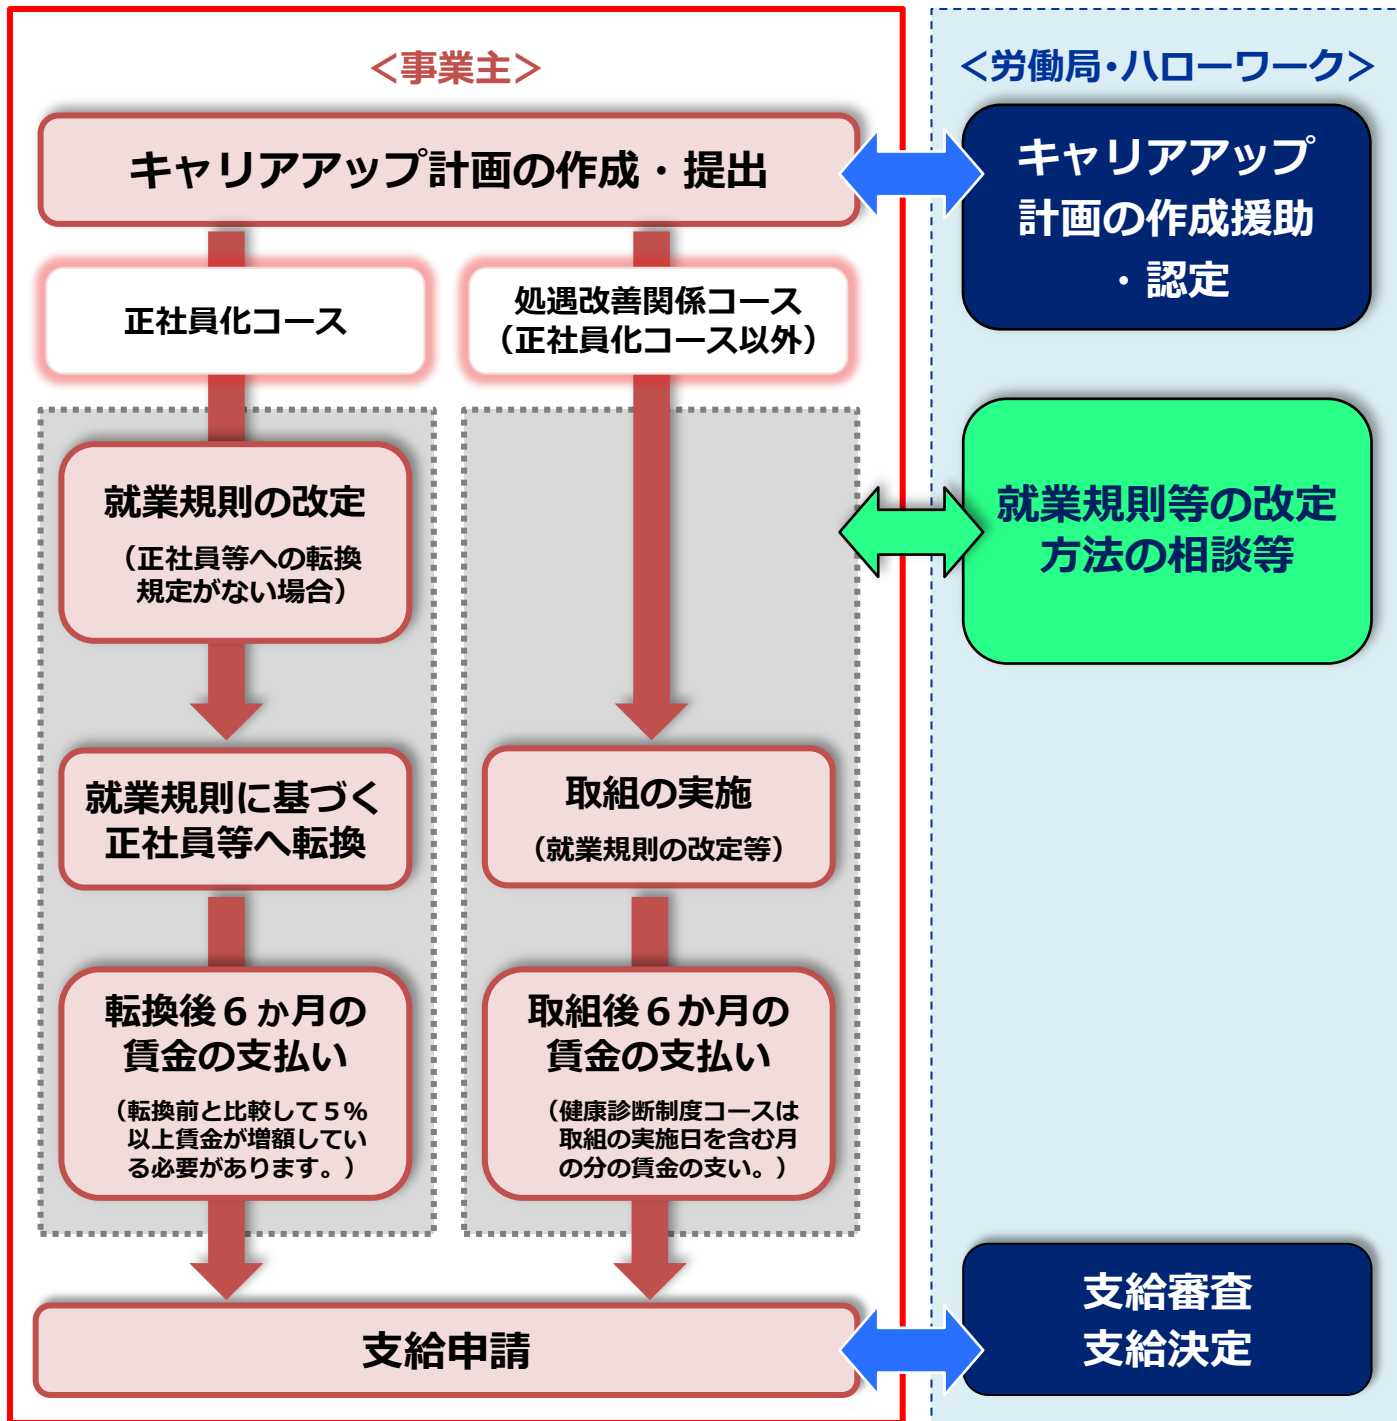 ＜事業主＞
キャリアアップ計画の作成・提出
正社員化コース
処遇改善関係コース
（正社員化コース以外）
就業規則の改定
（正社員等への転換
規定がない場合）
就業規則に基づく
正社員等へ転換
取組の実施
（就業規則の改定等）
転換後６か月の
賃金の支払い
（転換前と比較して５％
以上賃金が増額してい
る必要があります。）
取組後６か月の
賃金の支払い
（健康診断制度コースは
取組の実施日を含む月
の分の賃金の支い。）
支給申請
＜労働局・ハローワーク＞
キャリアアップ
計画の作成援助
・認定
就業規則等の改定
方法の相談等
支給審査
支給決定